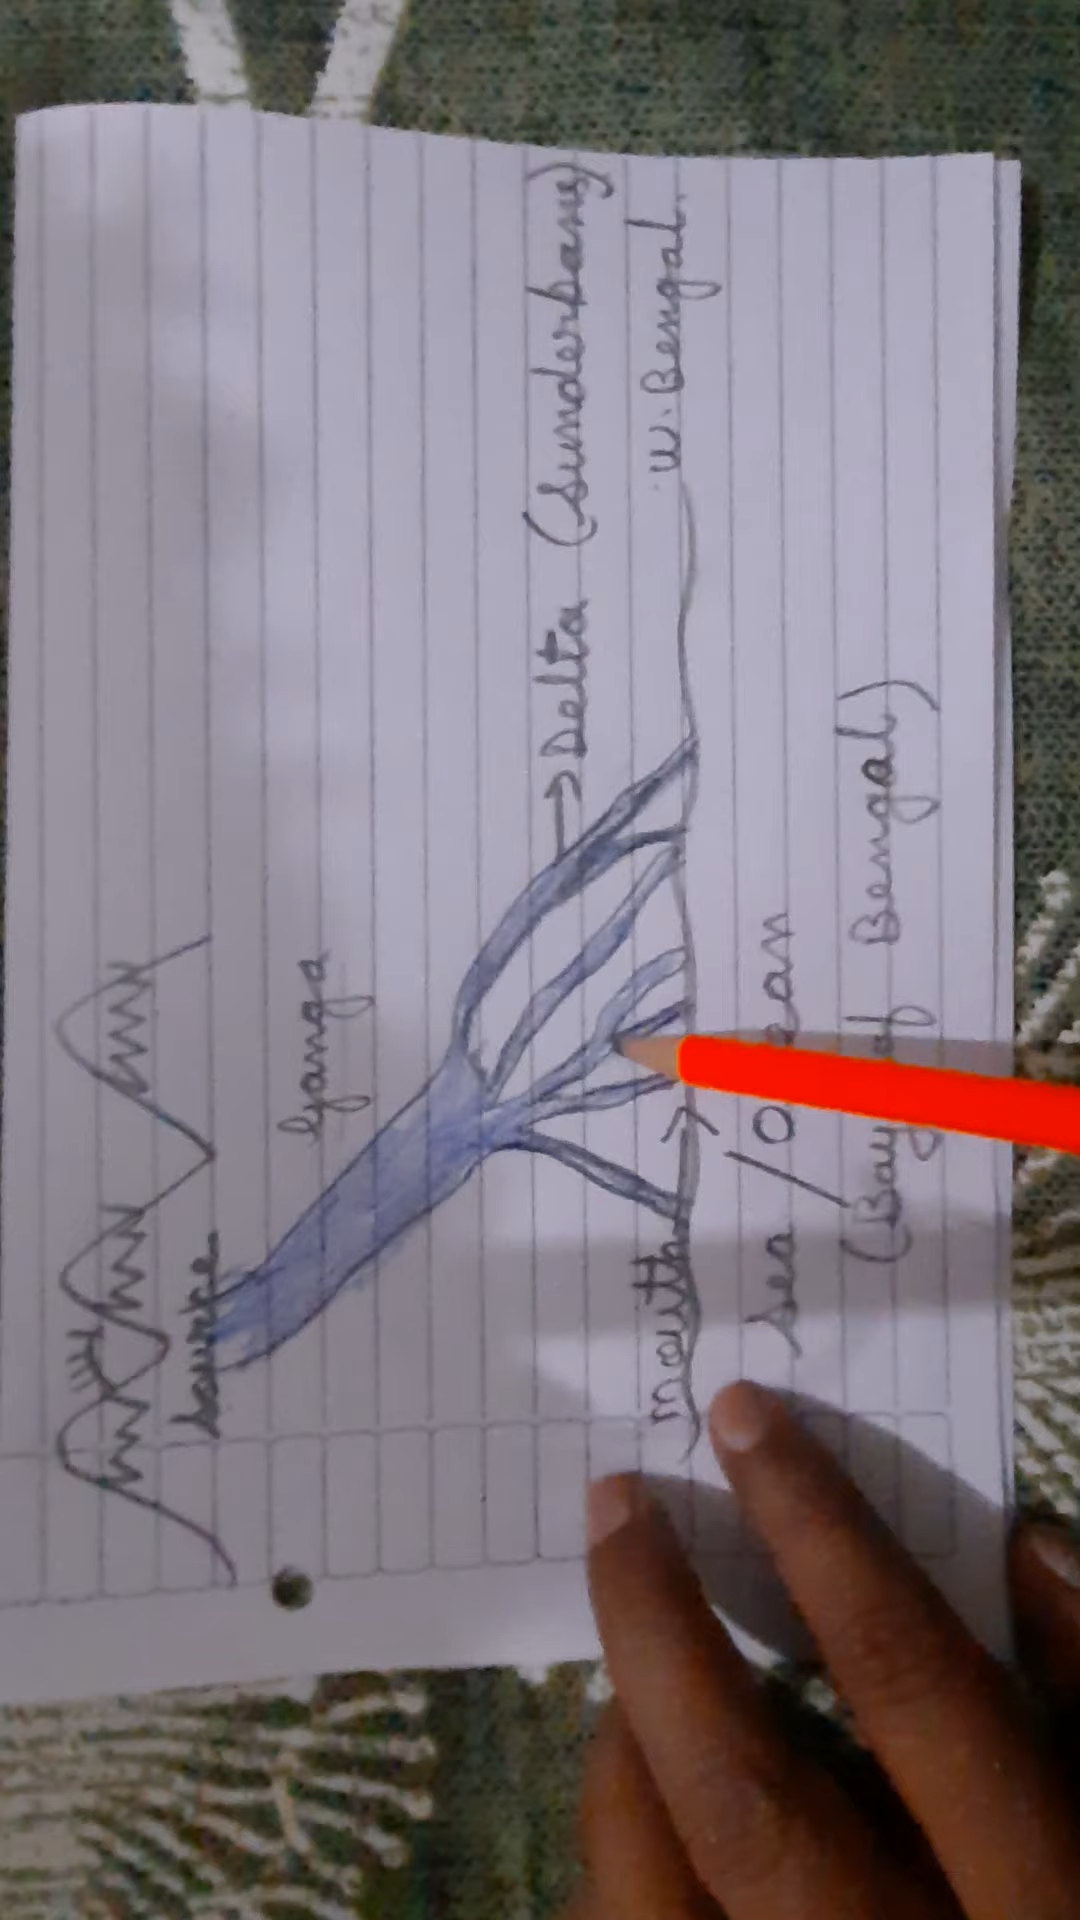 Source
Ganga
Delta (Sunderbans)
W. Bengal.
Mouth
Sea / Ocean
(Bay of Bengal)